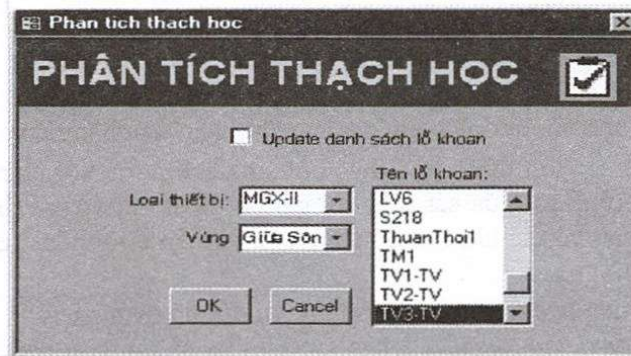 Phan tich thach hoc
PHÂN TÍCH THẠCH HỌC
Update danh sách lỗ khoan
Tên lỗ khoan:
Loại thiết bị: MGX-II
Vùng Giữa Sôn
LV6
S218
ThuanThoi1
TM1
TV1-TV
TV2-TV
TV3-TV
OK
Cancel